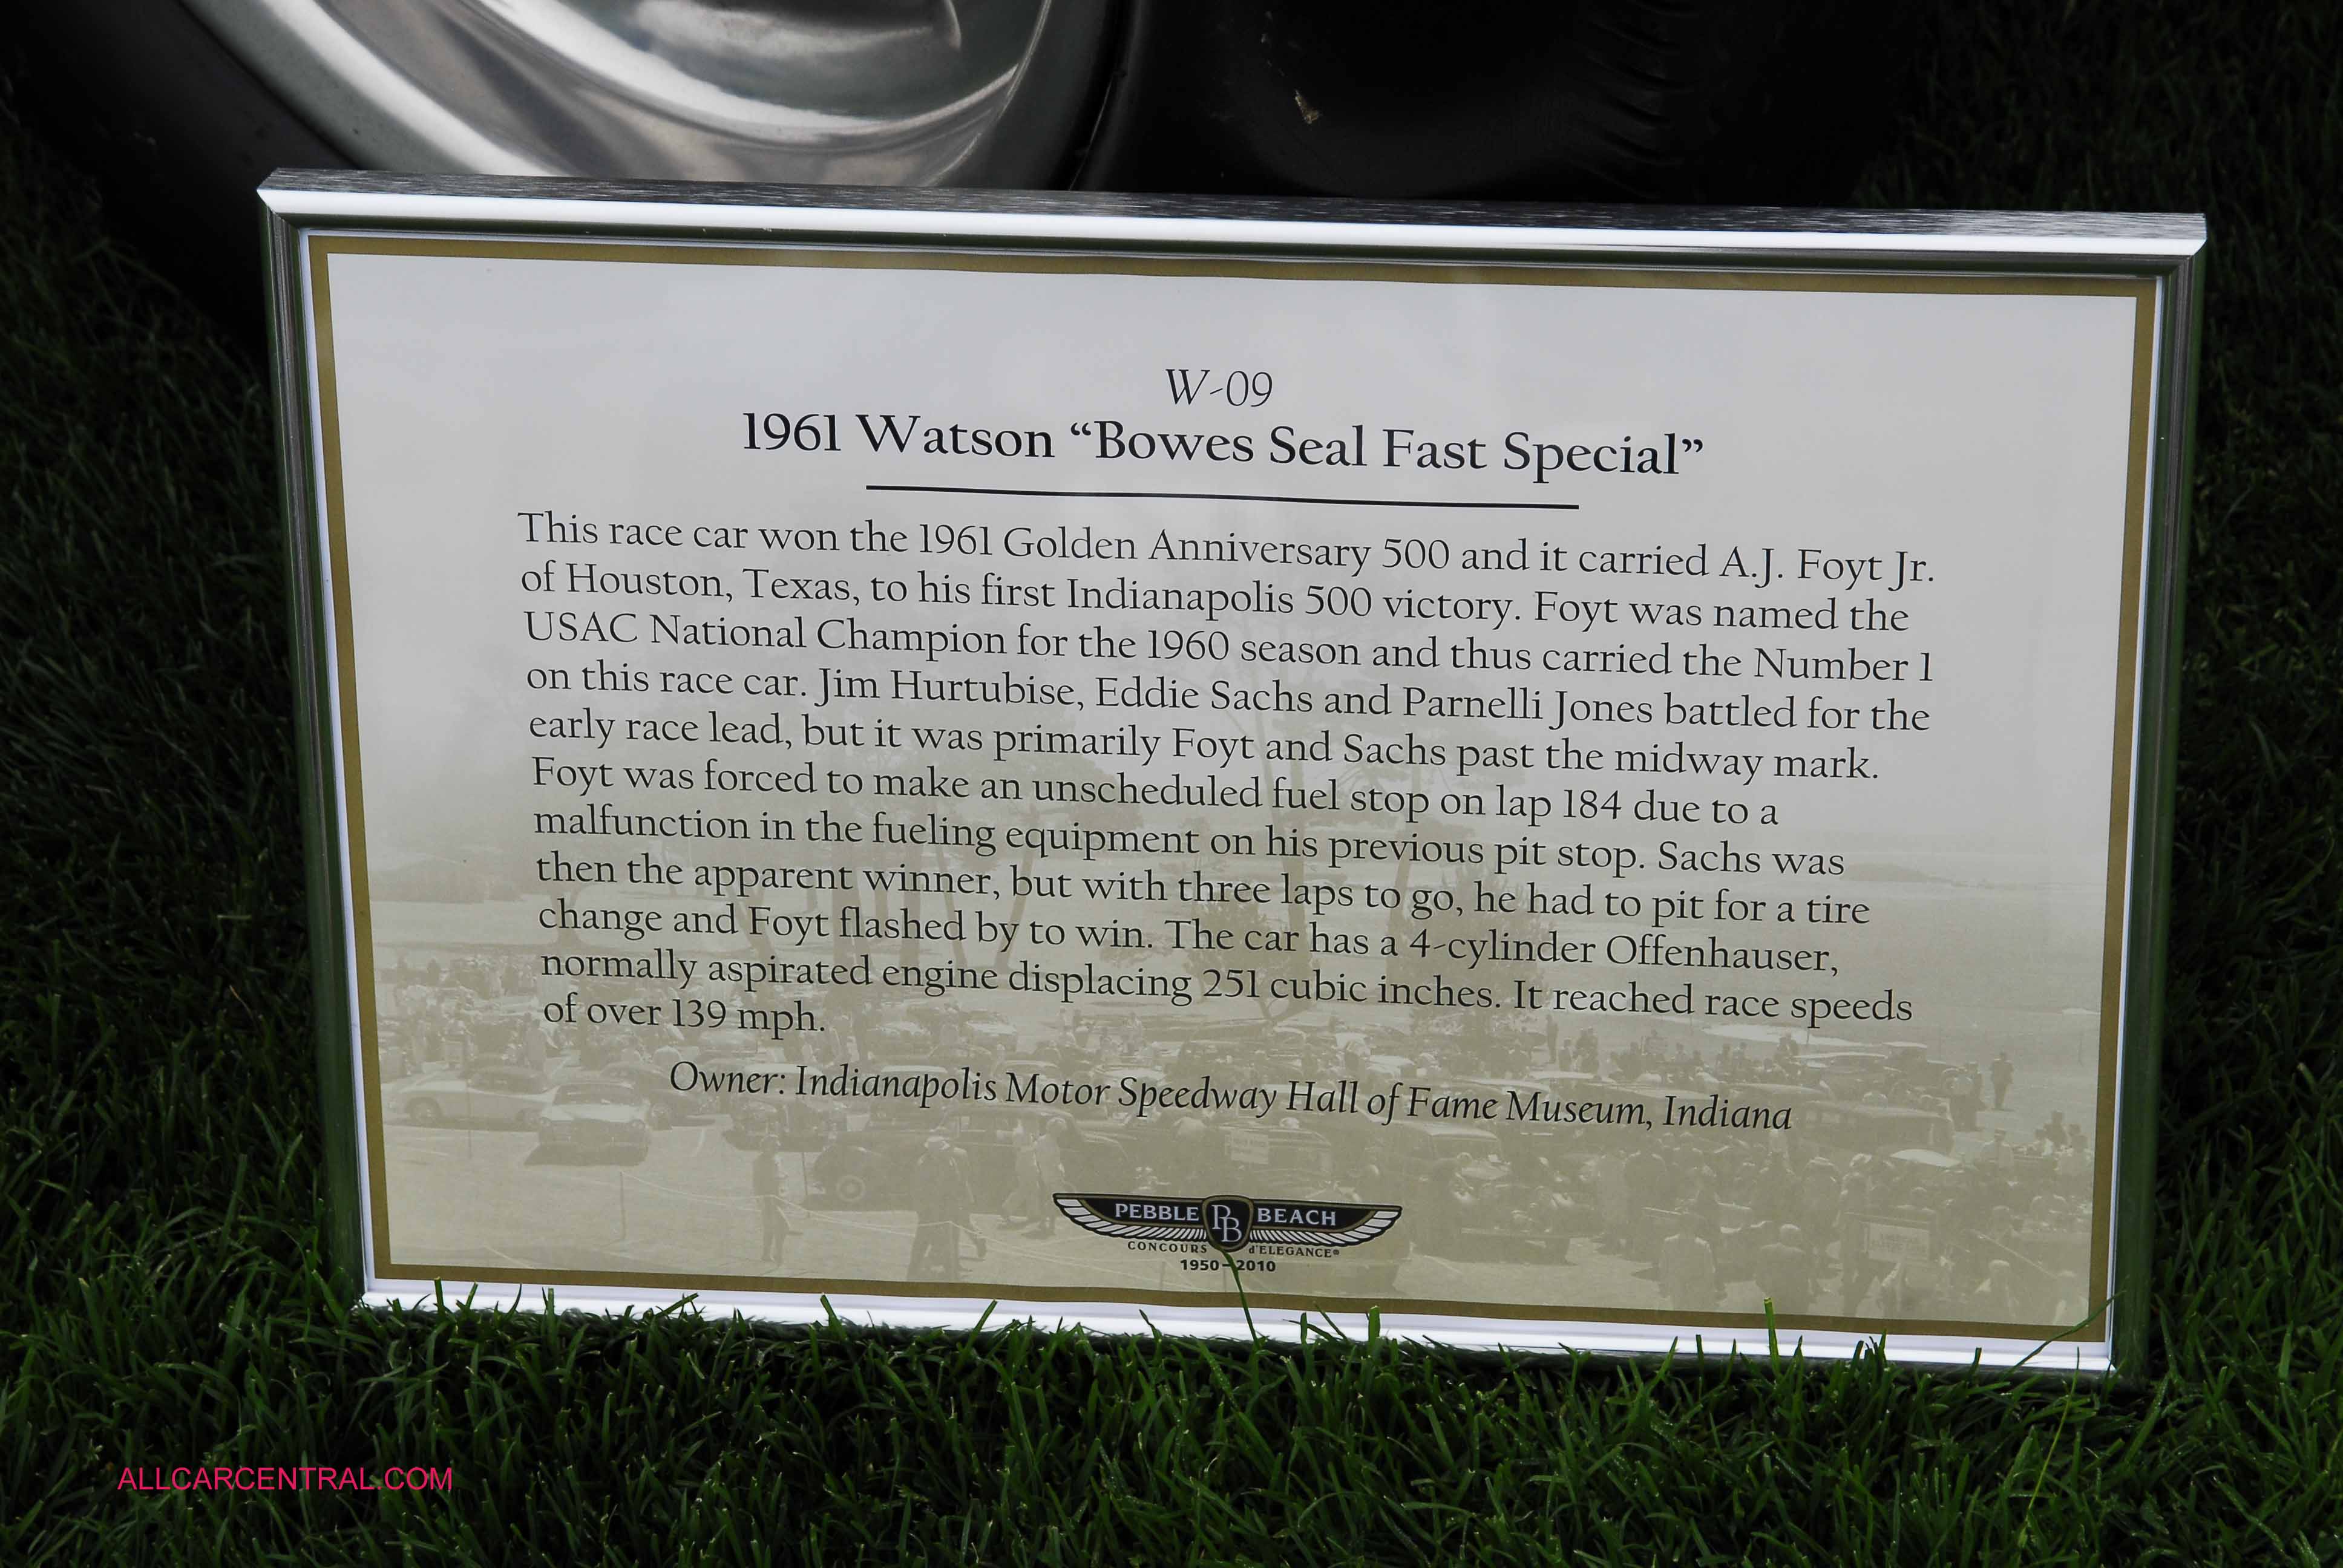 W-09
1961 Watson “Bowes Seal Fast Special”
This race car won the 1961 Golden Anniversary 500 and it carried A.J. Foyt Jr.
of Houston, Texas, to his first Indianapolis 500 victory. Foyt was named the
USAC National Champion for the 1960 season and thus carried the Number 1
on this race car. Jim Hurtubise, Eddie Sachs and Parnelli Jones battled for the
early race lead, but it was primarily Foyt and Sachs past the midway mark.
Foyt was forced to make an unscheduled fuel stop on lap 184 due to a
malfunction in the fueling equipment on his previous pit stop. Sachs was
then the apparent winner, but with three laps to go, he had to pit for a tire
change and Foyt flashed by to win. The car has a 4-cylinder Offenhauser,
normally aspirated engine displacing 251 cubic inches. It reached race speeds
of over 139 mph.
Owner: Indianapolis Motor Speedway Hall of Fame Museum, Indiana
PEBBLE PB BEACH
CONCOURS d'ELEGANCE®
1950–2010
ALLCARCENTRAL.COM